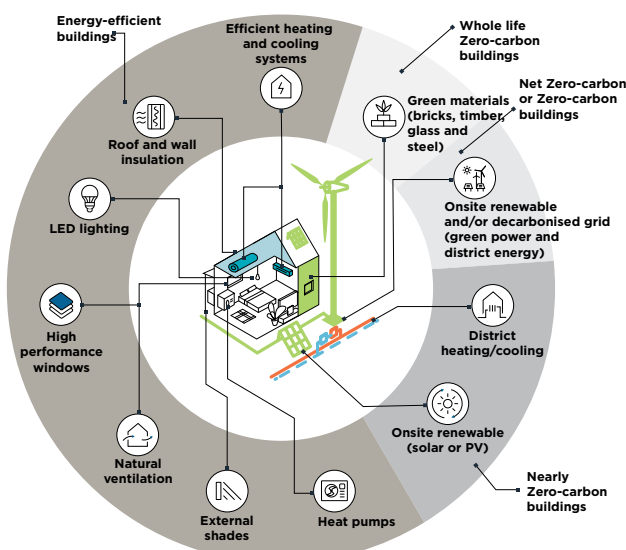 Energy-efficient
buildings
Efficient heating
and cooling
systems
Whole life
Zero-carbon
buildings
Net Zero-carbon
or Zero-carbon
buildings
Green materials
(bricks, timber,
glass and
steel)
Roof and wall
insulation
Onsite renewable
and/or decarbonised grid
(green power and
district energy)
LED lighting
High
performance
windows
District
heating/cooling
Onsite renewable
(solar or PV)
Natural
ventilation
External
shades
Heat pumps
Nearly
Zero-carbon
buildings